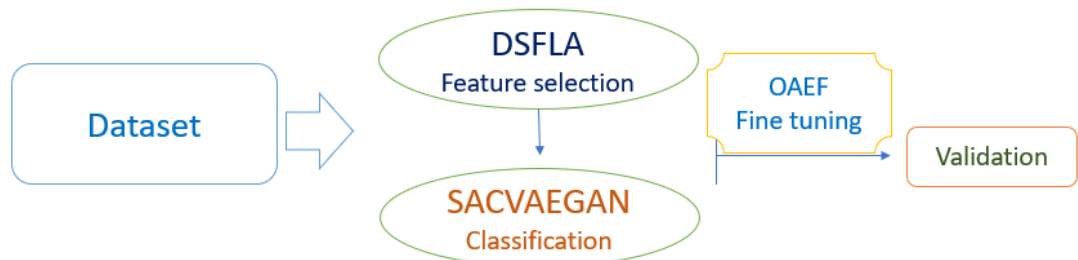 Dataset
DSFLA
Feature selection
SACVAEGAN
Classification
OAEF
Fine tuning
Validation